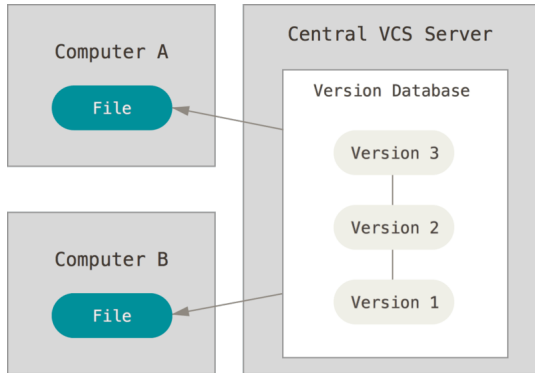 Computer A
File
Computer B
File
Central VCS Server
Version Database
Version 3
Version 2
Version 1